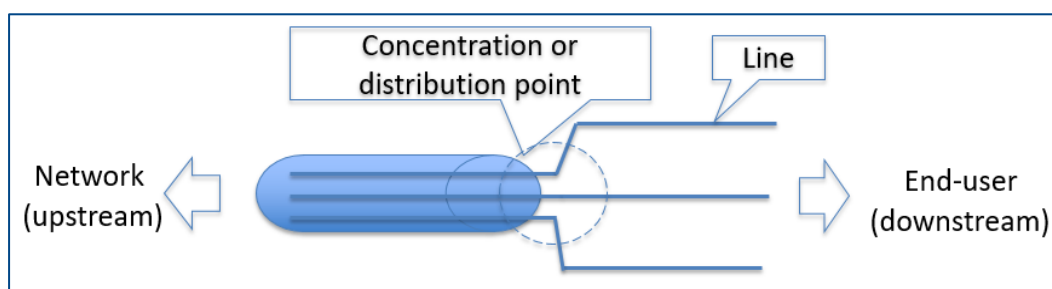 Concentration or
distribution point
Line
Network
(upstream)
End-user
(downstream)